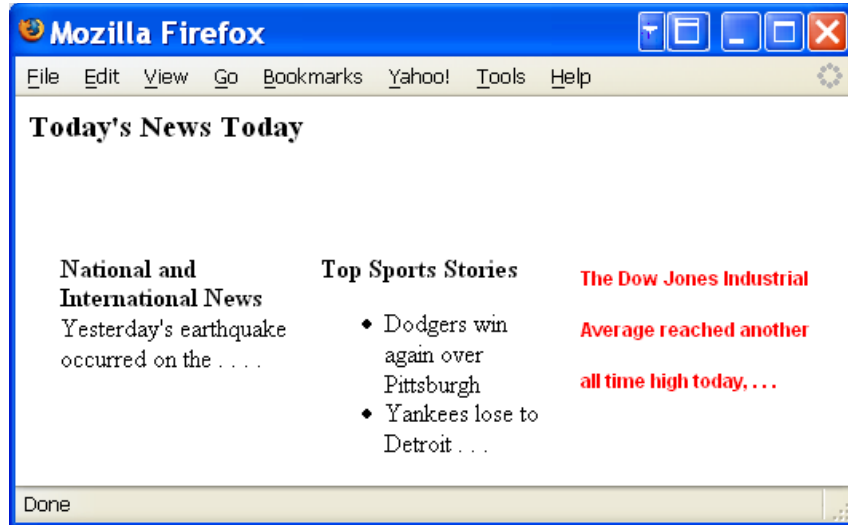 Mozilla Firefox
File Edit View Go Bookmarks Yahoo! Tools Help
Today's News Today
National and
International News
Yesterday's earthquake
occurred on the . . . .
Top Sports Stories
• Dodgers win
again over
Pittsburgh
• Yankees lose to
Detroit . . .
The Dow Jones Industrial
Average reached another
all time high today, . . .
Done